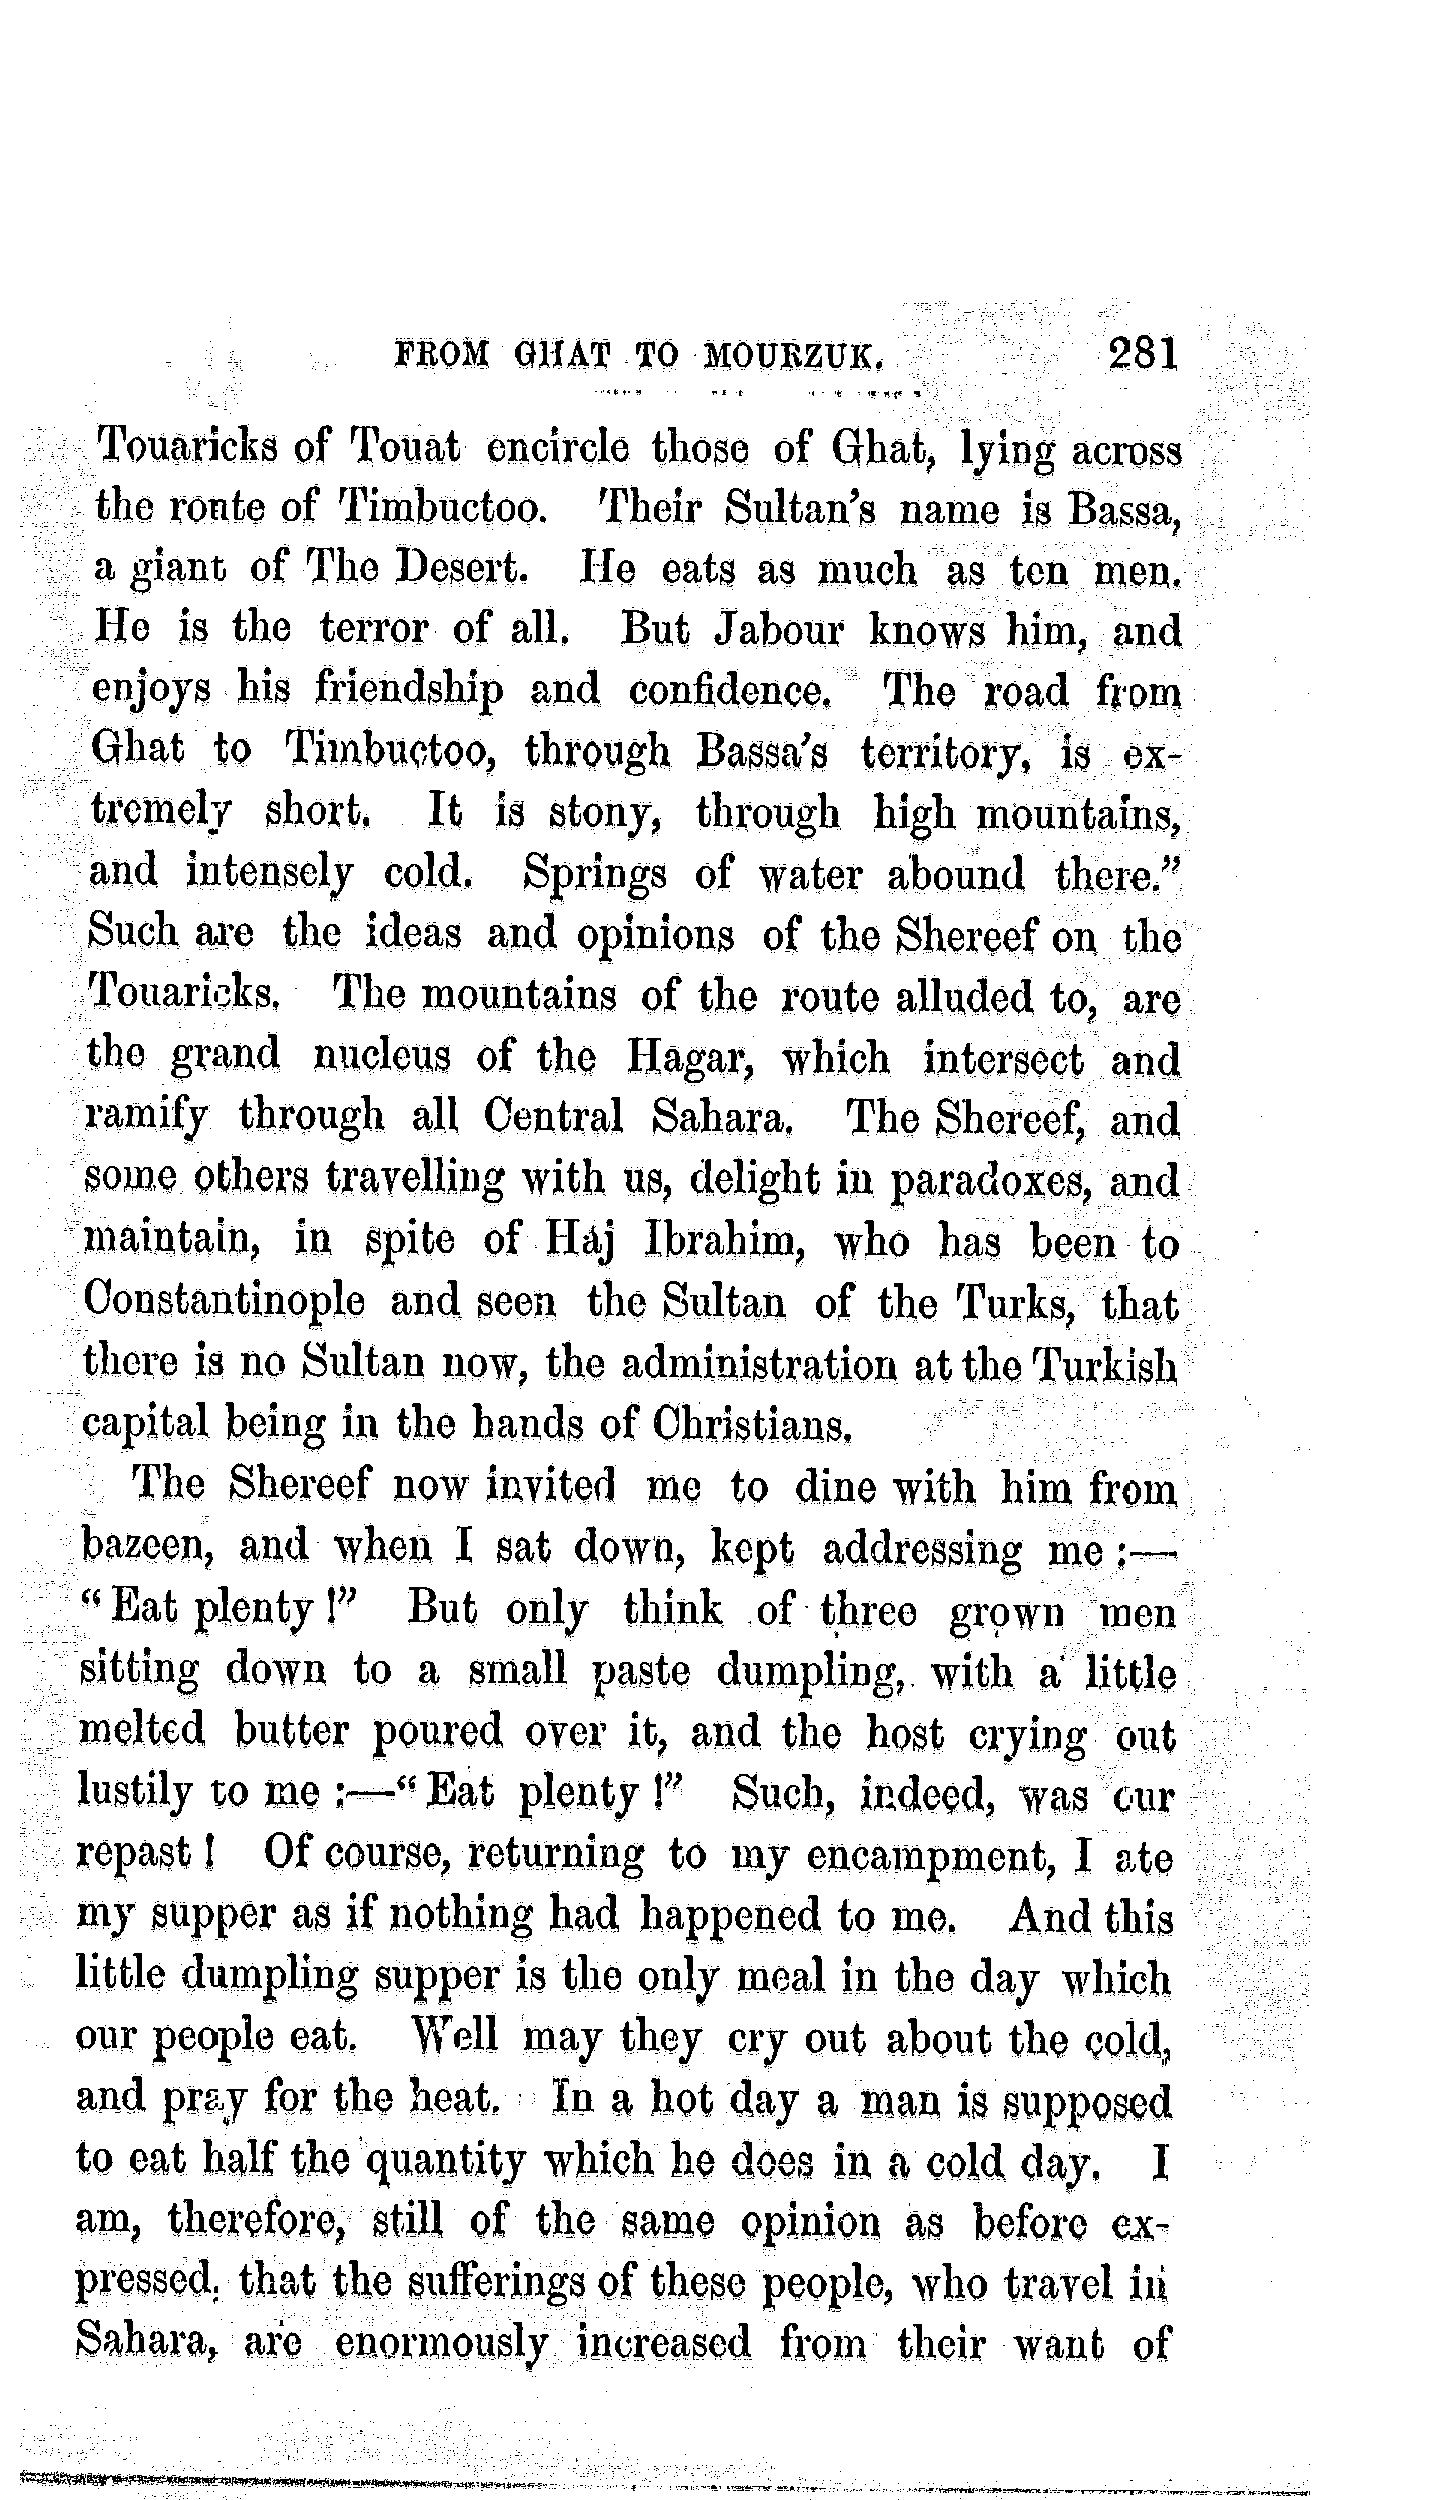 FROM GHAT TO MOURZUK. 281
Touaricks of Touat encircle those of Ghat, lying across
the route of Timbuctoo. Their Sultan's name is Bassa,
a giant of The Desert. He eats as much as ten men.
He is the terror of all. But Jabour knows him, and
enjoys his friendship and confidence. The road from
Ghat to Timbuctoo, through Bassa's territory, is ex-
tremely short. It is stony, through high mountains,
and intensely cold. Springs of water abound there."
Such are the ideas and opinions of the Shereef on the
Touaricks. The mountains of the route alluded to, are
the grand nucleus of the Hagar, which intersect and
ramify through all Central Sahara. The Shereef, and
some others travelling with us, delight in paradoxes, and
maintain, in spite of Háj Ibrahim, who has been to
Constantinople and seen the Sultan of the Turks, that
there is no Sultan now, the administration at the Turkish
capital being in the hands of Christians.
The Shereef now invited me to dine with him from
bazeen, and when I sat down, kept addressing me :—
"Eat plenty!" But only think of three grown men
sitting down to a small paste dumpling, with a little
melted butter poured over it, and the host crying out
lustily to me :—"Eat plenty!" Such, indeed, was our
repast! Of course, returning to my encampment, I ate
my supper as if nothing had happened to me. And this
little dumpling supper is the only meal in the day which
our people eat. Well may they cry out about the cold,
and pray for the heat. In a hot day a man is supposed
to eat half the quantity which he does in a cold day. I
am, therefore, still of the same opinion as before ex-
pressed, that the sufferings of these people, who travel in
Sahara, are enormously increased from their want of